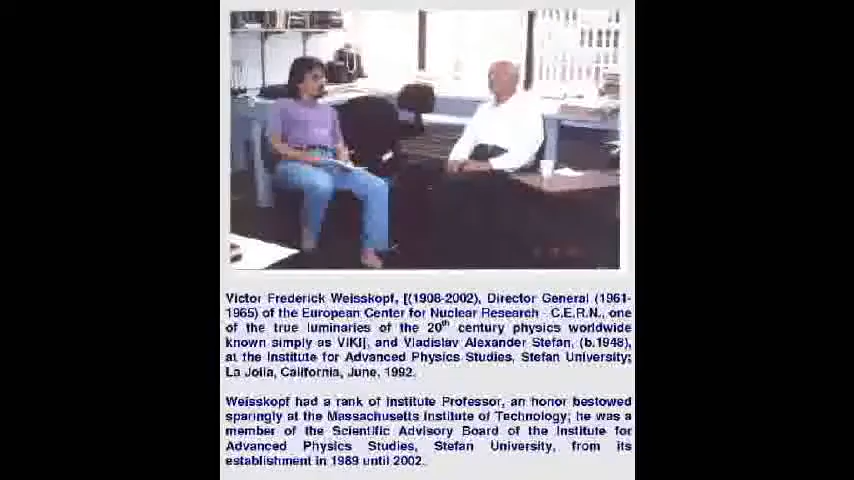 Victor Frederick Weisskopf, [(1908-2002), Director General (1961-
1965) of the European Center for Nuclear Research - C.E.R.N., one
of the true luminaries of the 20th century physics worldwide
known simply as VIKI], and Vladislav Alexander Stefan, (b.1948),
at the Institute for Advanced Physics Studies, Stefan University;
La Jolla, California, June, 1992.
Weisskopf had a rank of Institute Professor, an honor bestowed
sparingly at the Massachusetts Institute of Technology; he was a
member of the Scientific Advisory Board of the Institute for
Advanced Physics Studies, Stefan University, from its
establishment in 1989 until 2002.